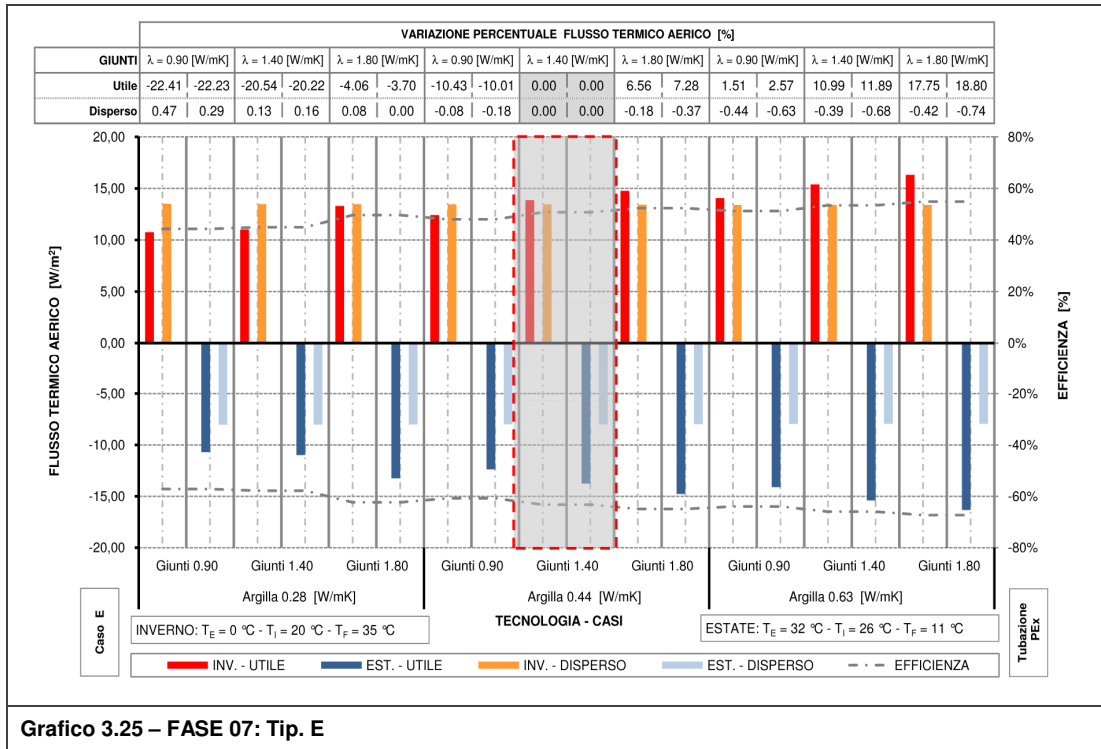 VARIAZIONE PERCENTUALE FLUSSO TERMICO AERICO [%]
GIUNTI λ = 0.90 [W/mK] λ = 1.40 [W/mK] λ = 1.80 [W/mK] λ = 0.90 [W/mK] λ = 1.40 [W/mK] λ = 1.80 [W/mK] λ = 0.90 [W/mK] λ = 1.40 [W/mK] λ = 1.80 [W/mK]
Utile -22.41 -22.23 -20.54 -20.22 -4.06 -3.70 -10.43 -10.01 0.00 0.00 6.56 7.28 1.51 2.57 10.99 11.89 17.75 18.80
Disperso 0.47 0.29 0.13 0.16 0.08 0.00 -0.08 -0.18 0.00 0.00 -0.18 -0.37 -0.44 -0.63 -0.39 -0.68 -0.42 -0.74
20,00 80%
15,00 60%
10,00 40%
5,00 20%
0,00 0%
-5,00 -20%
-10,00 -40%
-15,00 -60%
-20,00 -80%
FLUSSO TERMICO AERICO [W/m²]
EFFICIENZA [%]
Giunti 0.90 Giunti 1.40 Giunti 1.80 Giunti 0.90 Giunti 1.40 Giunti 1.80 Giunti 0.90 Giunti 1.40 Giunti 1.80
Argilla 0.28 [W/mK] Argilla 0.44 [W/mK] Argilla 0.63 [W/mK]
TECNOLOGIA - CASI
Caso E
INVERNO: T_E = 0 °C - T_I = 20 °C - T_F = 35 °C
ESTATE: T_E = 32 °C - T_I = 26 °C - T_F = 11 °C
Tubazione
PEx
INV. - UTILE EST. - UTILE INV. - DISPERSO EST. - DISPERSO EFFICIENZA
Grafico 3.25 – FASE 07: Tip. E